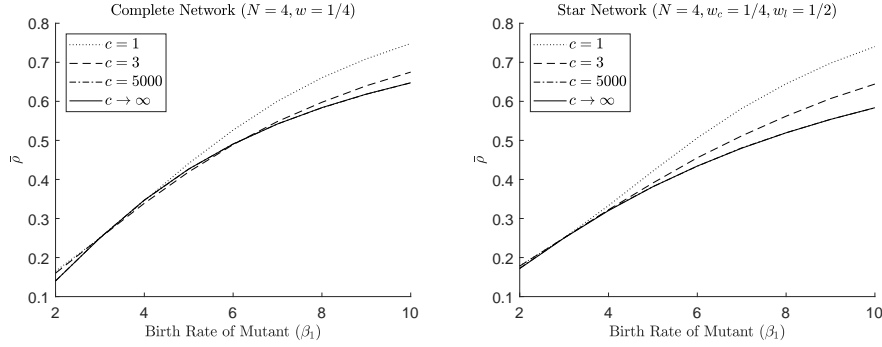 Complete Network (N = 4, w = 1/4)
0.8
0.7
0.6
0.5
0.4
0.3
0.2
0.1
ρ̄
c = 1
c = 3
c = 5000
c → ∞
2 4 6 8 10
Birth Rate of Mutant (β₁)
Star Network (N = 4, w_c = 1/4, w_l = 1/2)
0.8
0.7
0.6
0.5
0.4
0.3
0.2
0.1
ρ̄
c = 1
c = 3
c = 5000
c → ∞
2 4 6 8 10
Birth Rate of Mutant (β₁)